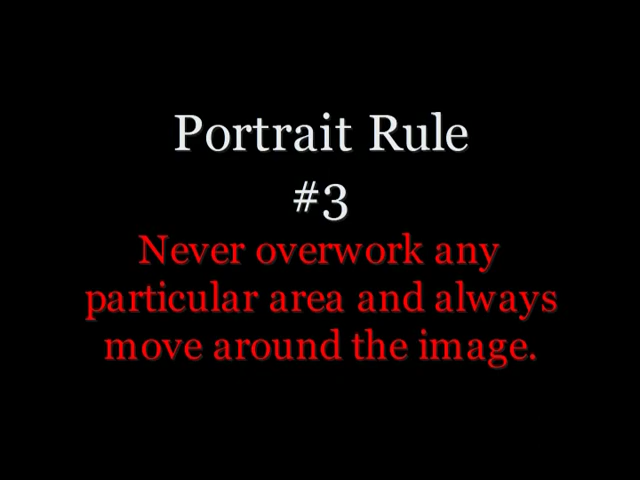 Portrait Rule
#3
Never overwork any
particular area and always
move around the image.